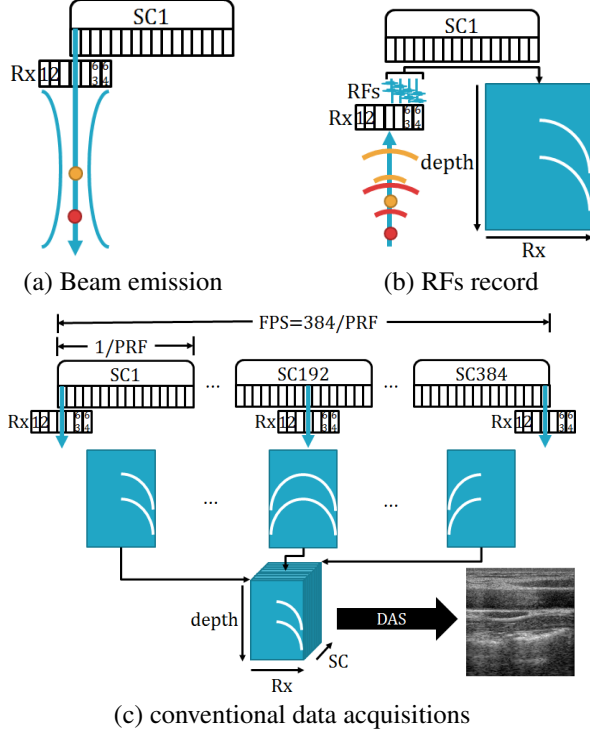 SC1
Rx 1 2 6 3 6 4
(a) Beam emission
SC1
RFs
Rx 1 2 6 3 6 4
depth
Rx
(b) RFs record
FPS=384/PRF
1/PRF
SC1 ... SC192 ... SC384
Rx 1 2 6 3 6 4 Rx 1 2 6 3 6 4 Rx 1 2 6 3 6 4
... ...
depth
DAS
SC
Rx
(c) conventional data acquisitions